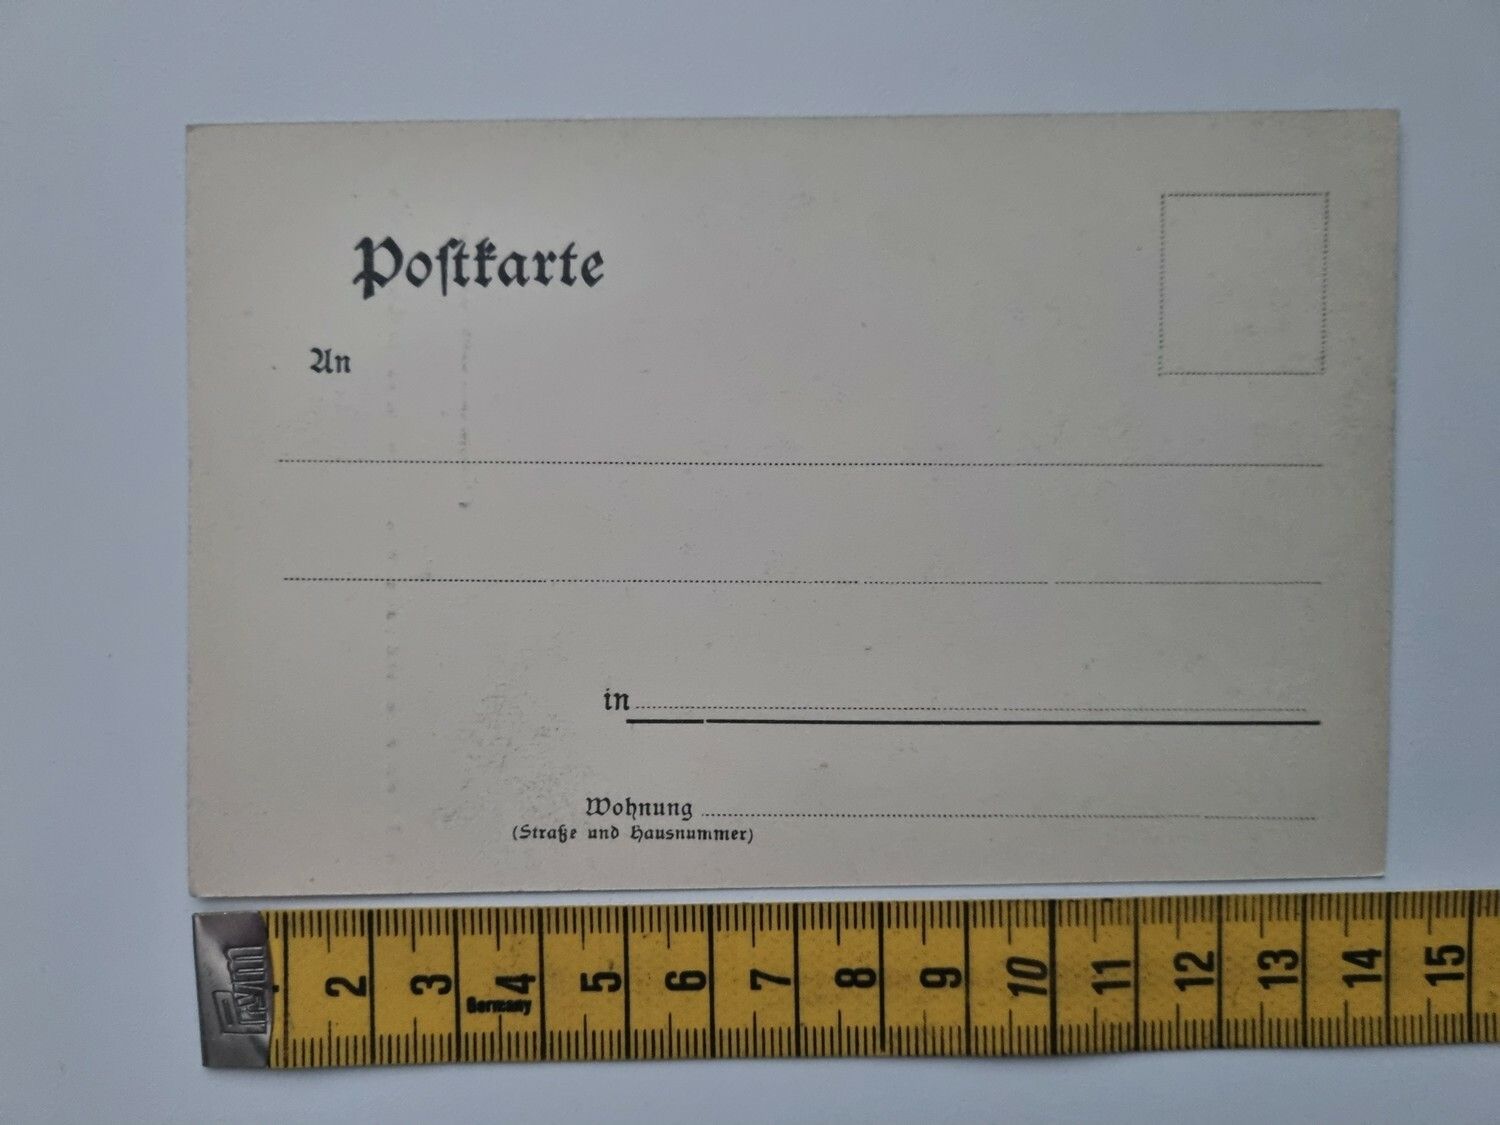 Poſtkarte
An
in
Wohnung
(Straße und Hausnummer)
Prym 2 3 4 5 6 7 8 9 10 11 12 13 14 15
Germany